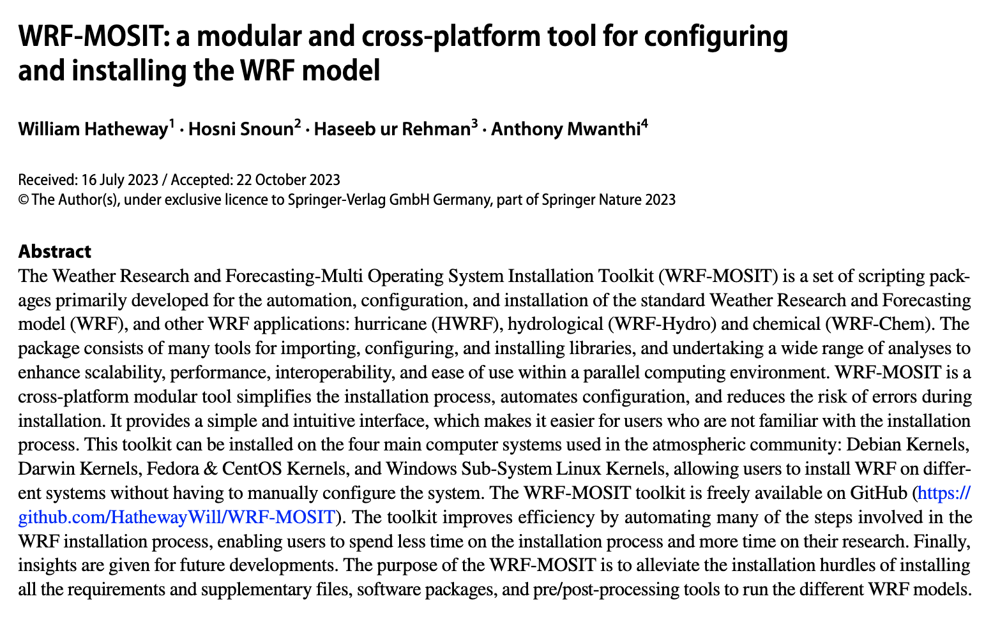 WRF-MOSIT: a modular and cross-platform tool for configuring
and installing the WRF model
William Hatheway1 · Hosni Snoun2 · Haseeb ur Rehman3 · Anthony Mwanthi4
Received: 16 July 2023 / Accepted: 22 October 2023
© The Author(s), under exclusive licence to Springer-Verlag GmbH Germany, part of Springer Nature 2023
Abstract
The Weather Research and Forecasting-Multi Operating System Installation Toolkit (WRF-MOSIT) is a set of scripting pack-
ages primarily developed for the automation, configuration, and installation of the standard Weather Research and Forecasting
model (WRF), and other WRF applications: hurricane (HWRF), hydrological (WRF-Hydro) and chemical (WRF-Chem). The
package consists of many tools for importing, configuring, and installing libraries, and undertaking a wide range of analyses to
enhance scalability, performance, interoperability, and ease of use within a parallel computing environment. WRF-MOSIT is a
cross-platform modular tool simplifies the installation process, automates configuration, and reduces the risk of errors during
installation. It provides a simple and intuitive interface, which makes it easier for users who are not familiar with the installation
process. This toolkit can be installed on the four main computer systems used in the atmospheric community: Debian Kernels,
Darwin Kernels, Fedora & CentOS Kernels, and Windows Sub-System Linux Kernels, allowing users to install WRF on differ-
ent systems without having to manually configure the system. The WRF-MOSIT toolkit is freely available on GitHub (https://
github.com/HathewayWill/WRF-MOSIT). The toolkit improves efficiency by automating many of the steps involved in the
WRF installation process, enabling users to spend less time on the installation process and more time on their research. Finally,
insights are given for future developments. The purpose of the WRF-MOSIT is to alleviate the installation hurdles of installing
all the requirements and supplementary files, software packages, and pre/post-processing tools to run the different WRF models.